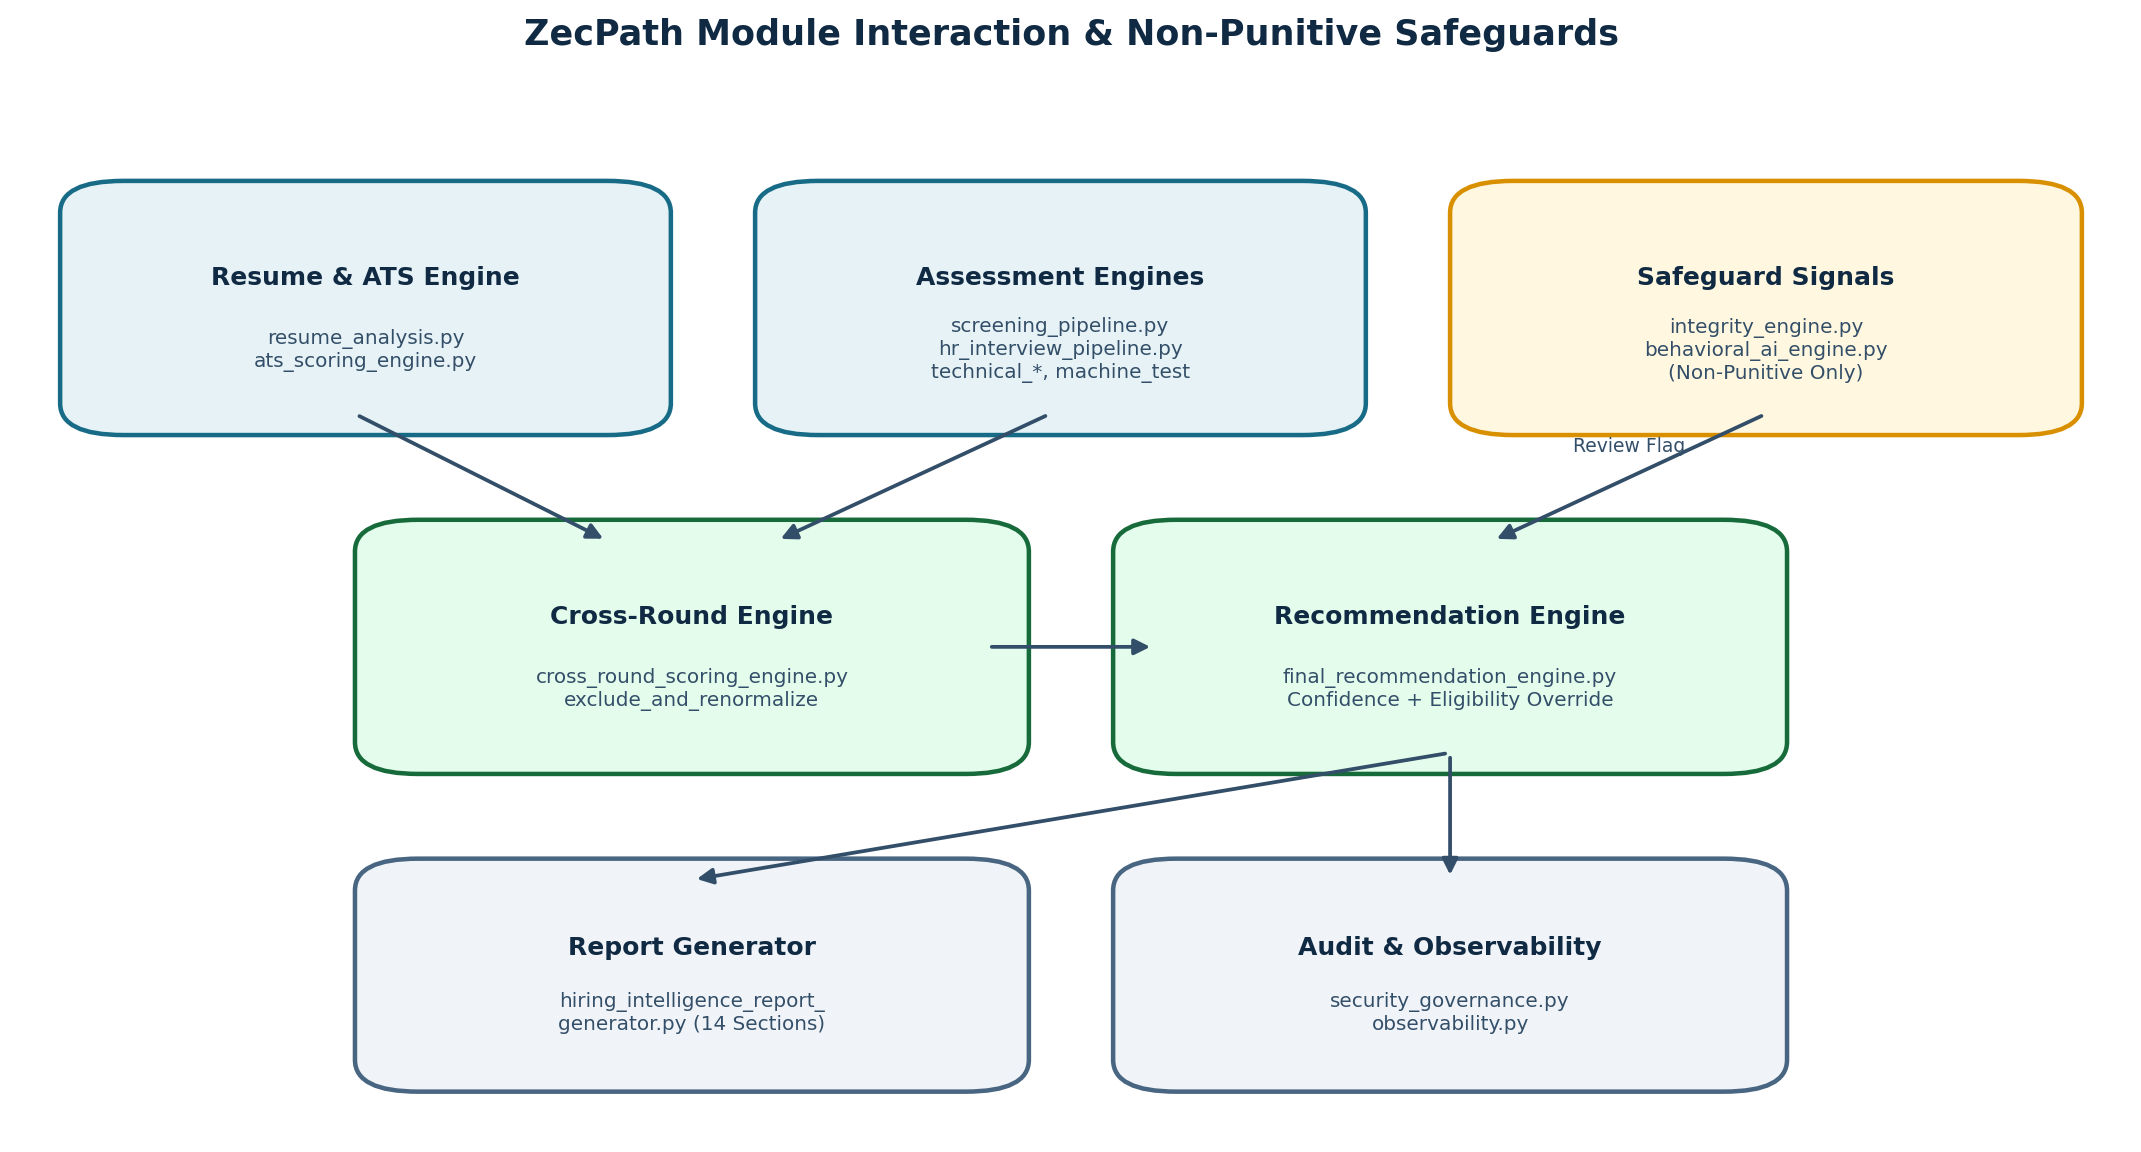 ZecPath Module Interaction & Non-Punitive Safeguards
Resume & ATS Engine
resume_analysis.py
ats_scoring_engine.py
Assessment Engines
screening_pipeline.py
hr_interview_pipeline.py
technical_*, machine_test
Safeguard Signals
integrity_engine.py
behavioral_ai_engine.py
(Non-Punitive Only)
Review Flag
Cross-Round Engine
cross_round_scoring_engine.py
exclude_and_renormalize
Recommendation Engine
final_recommendation_engine.py
Confidence + Eligibility Override
Report Generator
hiring_intelligence_report_
generator.py (14 Sections)
Audit & Observability
security_governance.py
observability.py